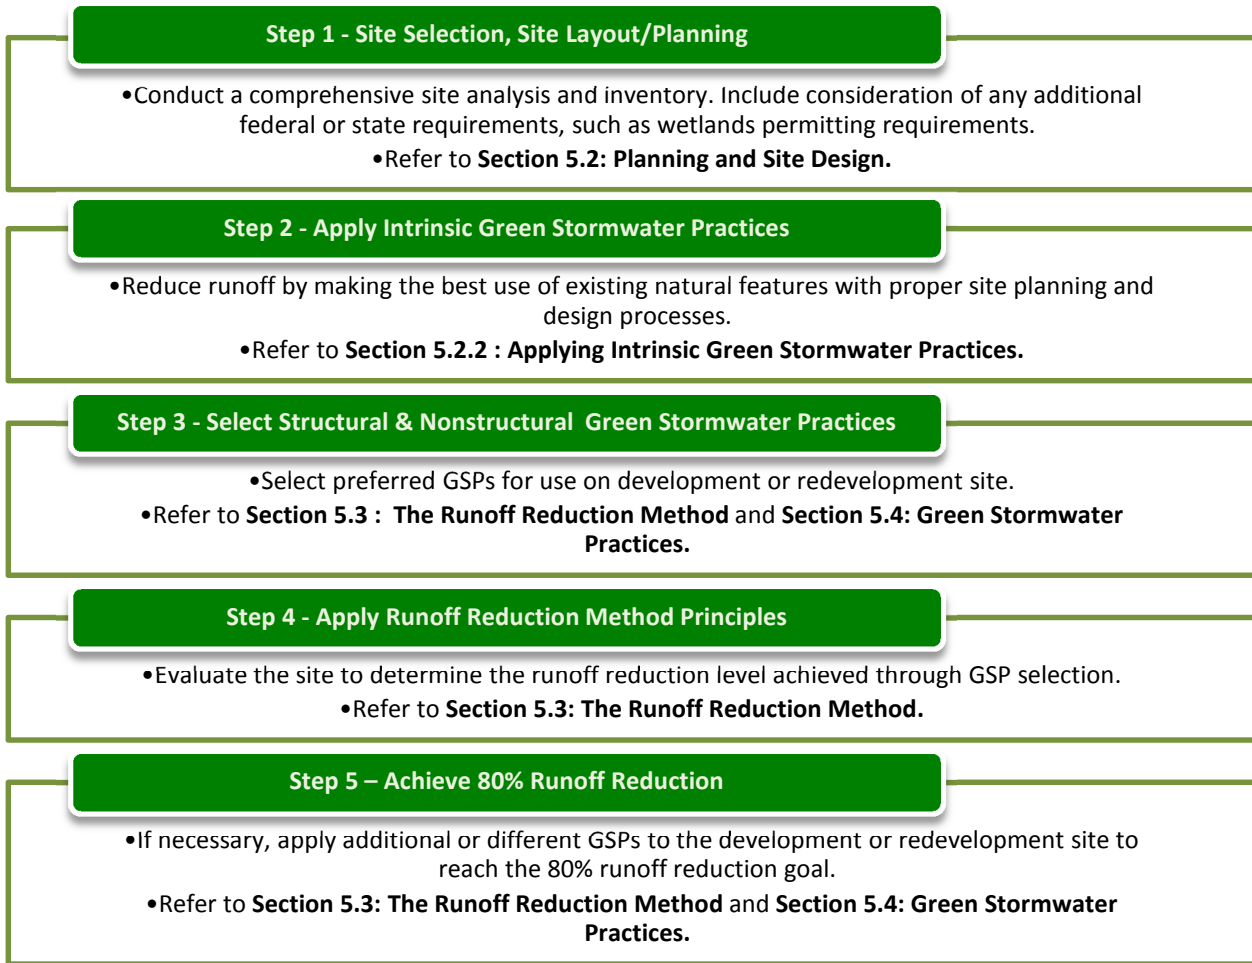 Step 1 - Site Selection, Site Layout/Planning
•Conduct a comprehensive site analysis and inventory. Include consideration of any additional
federal or state requirements, such as wetlands permitting requirements.
•Refer to Section 5.2: Planning and Site Design.
Step 2 - Apply Intrinsic Green Stormwater Practices
•Reduce runoff by making the best use of existing natural features with proper site planning and
design processes.
•Refer to Section 5.2.2 : Applying Intrinsic Green Stormwater Practices.
Step 3 - Select Structural & Nonstructural  Green Stormwater Practices
•Select preferred GSPs for use on development or redevelopment site.
•Refer to Section 5.3 :  The Runoff Reduction Method and Section 5.4: Green Stormwater
Practices.
Step 4 - Apply Runoff Reduction Method Principles
•Evaluate the site to determine the runoff reduction level achieved through GSP selection.
•Refer to Section 5.3: The Runoff Reduction Method.
Step 5 – Achieve 80% Runoff Reduction
•If necessary, apply additional or different GSPs to the development or redevelopment site to
reach the 80% runoff reduction goal.
•Refer to Section 5.3: The Runoff Reduction Method and Section 5.4: Green Stormwater
Practices.